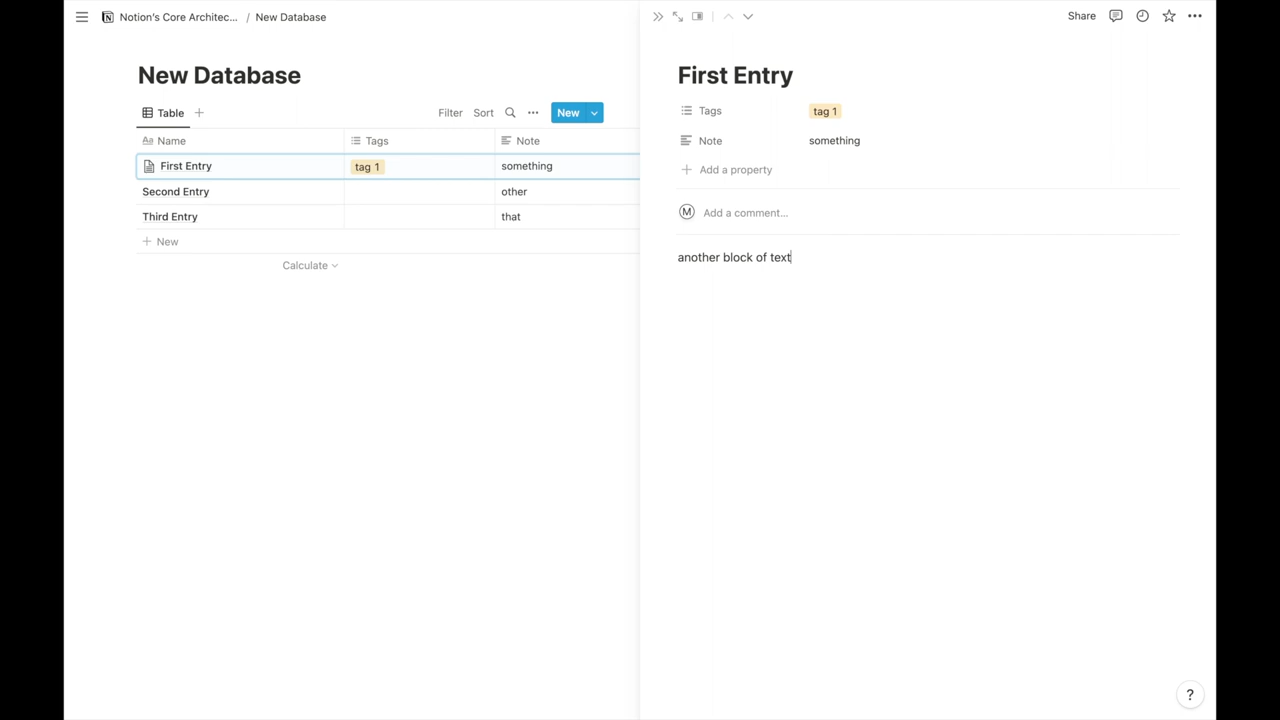 Notion's Core Architec... / New Database
New Database
Table
Filter Sort New
Aa Name Tags Note
First Entry tag 1 something
Second Entry other
Third Entry that
+ New
Calculate
Share
First Entry
Tags tag 1
Note something
+ Add a property
M Add a comment...
another block of text
?